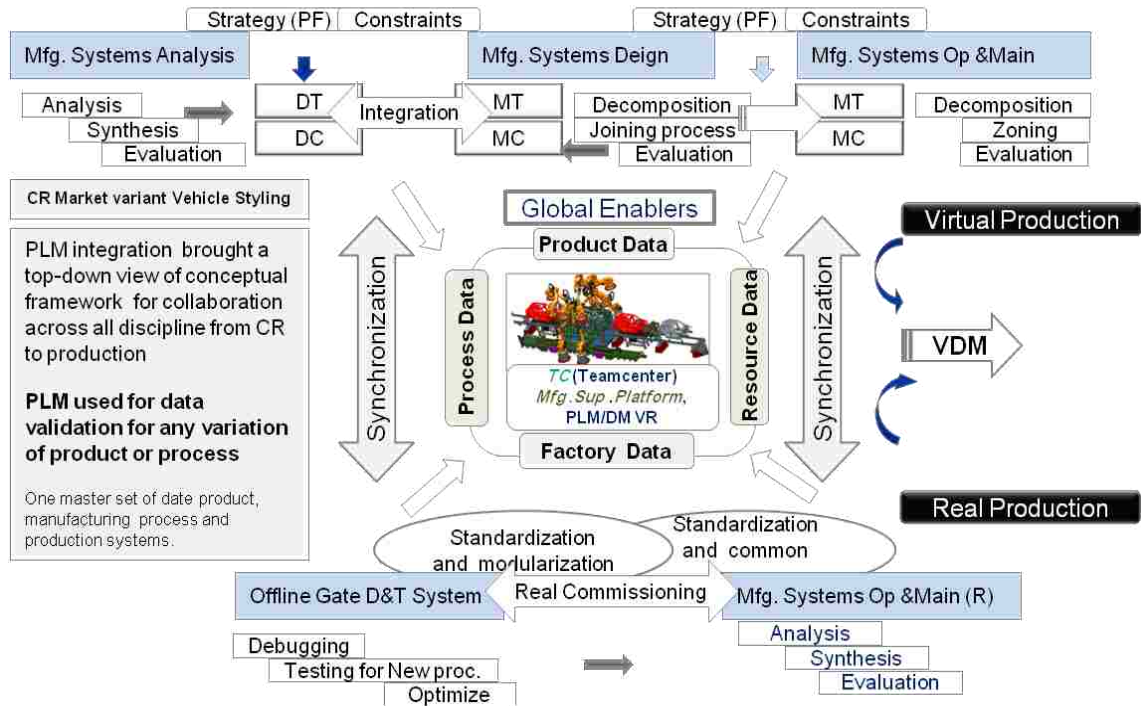 Strategy (PF) Constraints
Strategy (PF) Constraints
Mfg. Systems Analysis
Mfg. Systems Deign
Mfg. Systems Op &Main
Analysis
Synthesis
Evaluation
DT
DC
Integration
MT
MC
Decomposition
Joining process
Evaluation
MT
MC
Decomposition
Zoning
Evaluation
CR Market variant Vehicle Styling
PLM integration brought a
top-down view of conceptual
framework for collaboration
across all discipline from CR
to production
PLM used for data
validation for any variation
of product or process
One master set of date product,
manufacturing process and
production systems.
Synchronization
Global Enablers
Product Data
Process Data
Resource Data
TC (Teamcenter)
Mfg.Sup.Platform,
PLM/DM VR
Factory Data
Synchronization
Virtual Production
VDM
Real Production
Standardization
and modularization
Standardization
and common
Offline Gate D&T System
Real Commissioning
Mfg. Systems Op &Main (R)
Debugging
Testing for New proc.
Optimize
Analysis
Synthesis
Evaluation